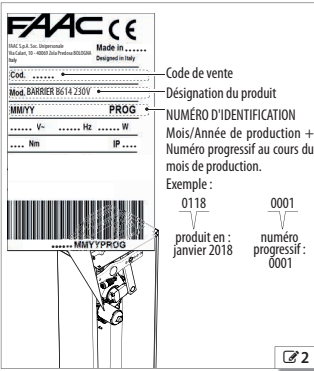 FAAC CE
FAAC S.p.A. Soc. Unipersonale
Via Calari, 10 - 40069 Zola Predosa BOLOGNA
Italy
Made in ......
Designed in Italy
Cod. ......
Mod. BARRIER B614 230V
MM/YY PROG
...... V~ ...... Hz ...... W
.... Nm IP ....
...... MMYYPROG
Code de vente
Désignation du produit
NUMÉRO D'IDENTIFICATION
Mois/Année de production +
Numéro progressif au cours du
mois de production.
Exemple :
0118 0001
produit en : numéro
janvier 2018 progressif :
0001
2